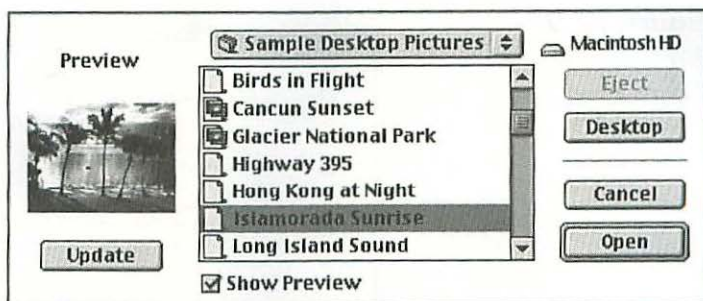 Preview
Update
Sample Desktop Pictures
Birds in Flight
Cancun Sunset
Glacier National Park
Highway 395
Hong Kong at Night
Islamorada Sunrise
Long Island Sound
Show Preview
Macintosh HD
Eject
Desktop
Cancel
Open